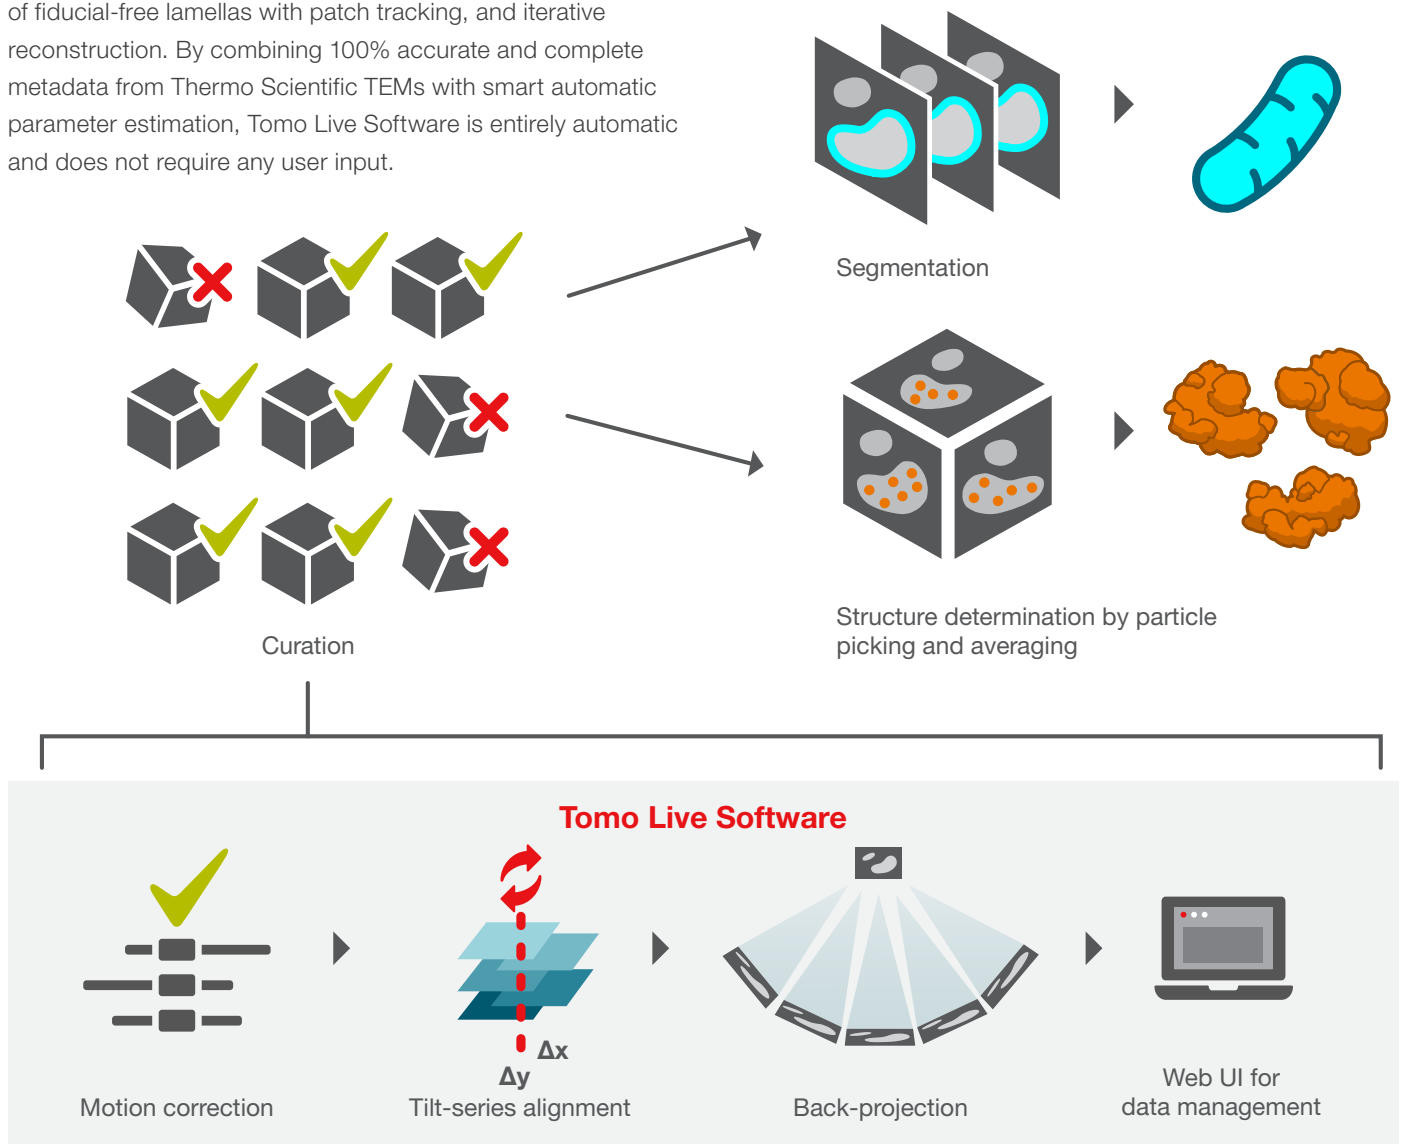 of fiducial-free lamellas with patch tracking, and iterative
reconstruction. By combining 100% accurate and complete
metadata from Thermo Scientific TEMs with smart automatic
parameter estimation, Tomo Live Software is entirely automatic
and does not require any user input.
Segmentation
Structure determination by particle
picking and averaging
Curation
Tomo Live Software
Δx
Δy
Motion correction
Tilt-series alignment
Back-projection
Web UI for
data management